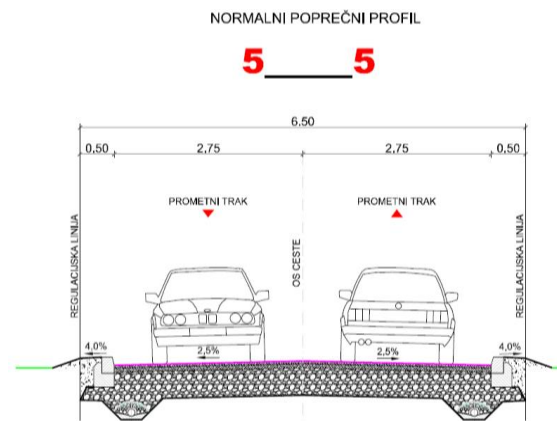 NORMALNI POPREČNI PROFIL
5 5
6.50
0,50 2,75 2,75 0,50
PROMETNI TRAK PROMETNI TRAK
REGULACIJSKA LINIJA
OS CESTE
REGULACIJSKA LINIJA
4,0% 2,5% 2,5% 4,0%